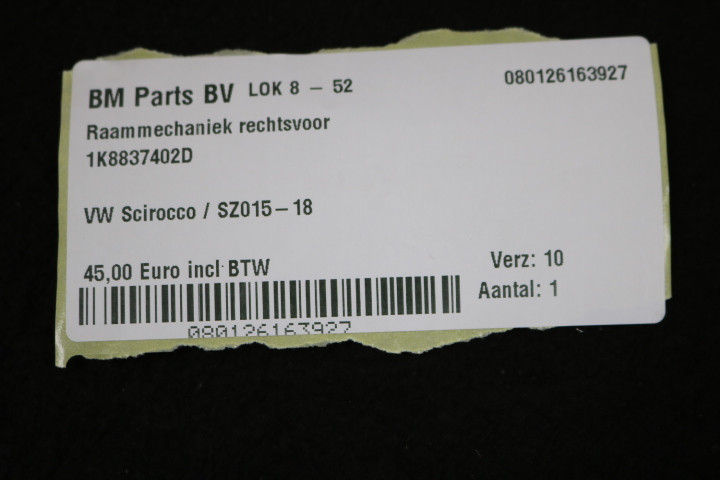 BM Parts BV LOK 8 – 52 080126163927
Raammechaniek rechtsvoor
1K8837402D
VW Scirocco / SZ015–18
45,00 Euro incl BTW Verz: 10
Aantal: 1
080126163927